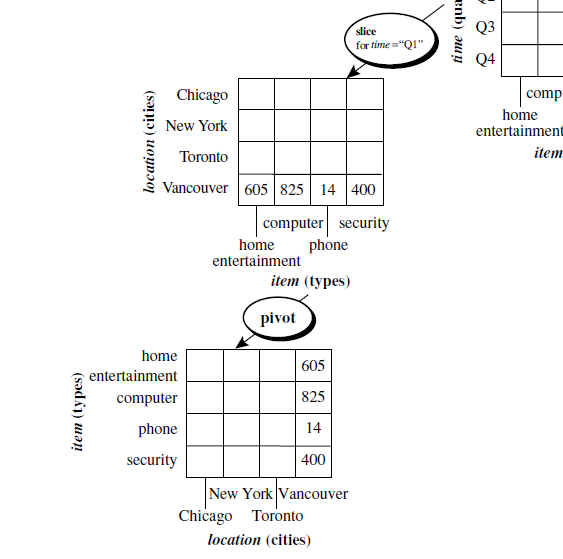 slice
for time = “Q1”
time (qua
Q3
Q4
comp
home
entertainment
item
location (cities)
Chicago
New York
Toronto
Vancouver 605 825 14 400
computer security
home phone
entertainment
item (types)
pivot
item (types)
home
entertainment 605
computer 825
phone 14
security 400
New York Vancouver
Chicago Toronto
location (cities)